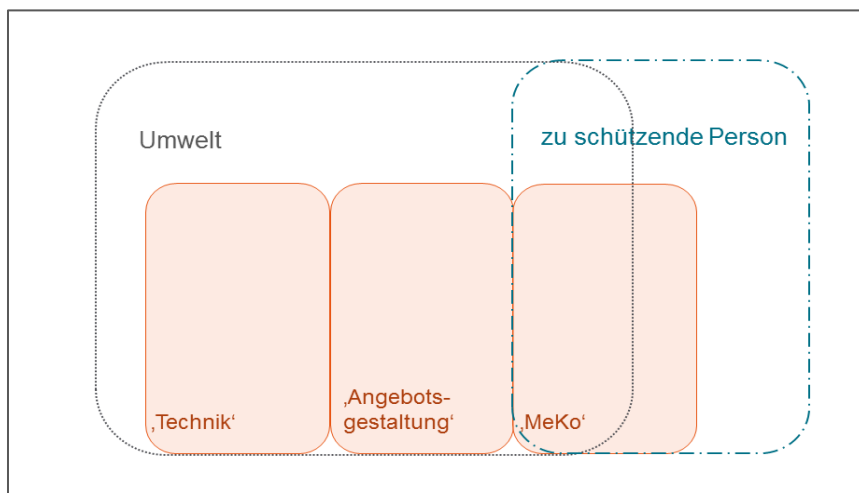 Umwelt
zu schützende Person
‚Technik‘
‚Angebots-
gestaltung‘
‚MeKo‘